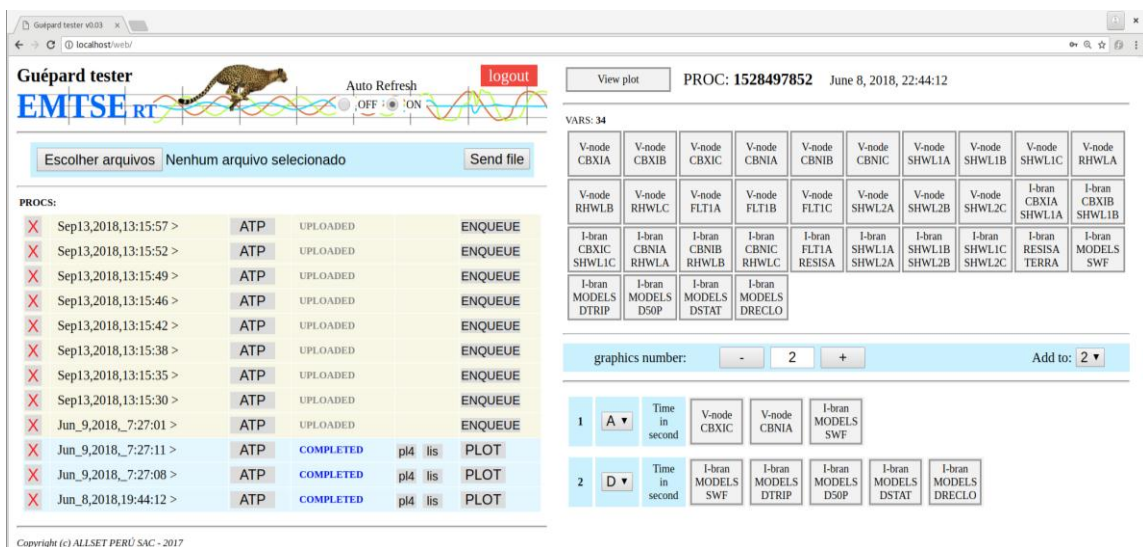 Guépard tester v0.03
localhost/web/
Guépard tester
EMTSE RT
Auto Refresh
OFF ON
logout
Escolher arquivos Nenhum arquivo selecionado Send file
PROCS:
X Sep13,2018,13:15:57 > ATP UPLOADED ENQUEUE
X Sep13,2018,13:15:52 > ATP UPLOADED ENQUEUE
X Sep13,2018,13:15:49 > ATP UPLOADED ENQUEUE
X Sep13,2018,13:15:46 > ATP UPLOADED ENQUEUE
X Sep13,2018,13:15:42 > ATP UPLOADED ENQUEUE
X Sep13,2018,13:15:38 > ATP UPLOADED ENQUEUE
X Sep13,2018,13:15:35 > ATP UPLOADED ENQUEUE
X Sep13,2018,13:15:30 > ATP UPLOADED ENQUEUE
X Jun_9,2018,_7:27:01 > ATP UPLOADED ENQUEUE
X Jun_9,2018,_7:27:11 > ATP COMPLETED pl4 lis PLOT
X Jun_9,2018,_7:27:08 > ATP COMPLETED pl4 lis PLOT
X Jun_8,2018,19:44:12 > ATP COMPLETED pl4 lis PLOT
Copyright (c) ALLSET PERÚ SAC - 2017
View plot PROC: 1528497852 June 8, 2018, 22:44:12
VARS: 34
V-node V-node V-node V-node V-node V-node V-node V-node V-node V-node
CBXIA CBXIB CBXIC CBNIA CBNIB CBNIC SHWL1A SHWL1B SHWL1C RHWLA
V-node V-node V-node V-node V-node V-node V-node V-node I-bran I-bran
RHWLB RHWLC FLT1A FLT1B FLT1C SHWL2A SHWL2B SHWL2C CBXIA CBXIB
SHWL1A SHWL1B
I-bran I-bran I-bran I-bran I-bran I-bran I-bran I-bran I-bran I-bran
CBXIC CBNIA CBNIB CBNIC FLT1A SHWL1A SHWL1B SHWL1C RESISA MODELS
SHWL1C RHWLA RHWLB RHWLC RESISA SHWL2A SHWL2B SHWL2C TERRA SWF
I-bran I-bran I-bran I-bran
MODELS MODELS MODELS MODELS
DTRIP D50P DSTAT DRECLO
graphics number: - 2 + Add to: 2
Time I-bran
1 A in V-node V-node MODELS
second CBXIC CBNIA SWF
Time I-bran I-bran I-bran I-bran I-bran
2 D in MODELS MODELS MODELS MODELS MODELS
second SWF DTRIP D50P DSTAT DRECLO